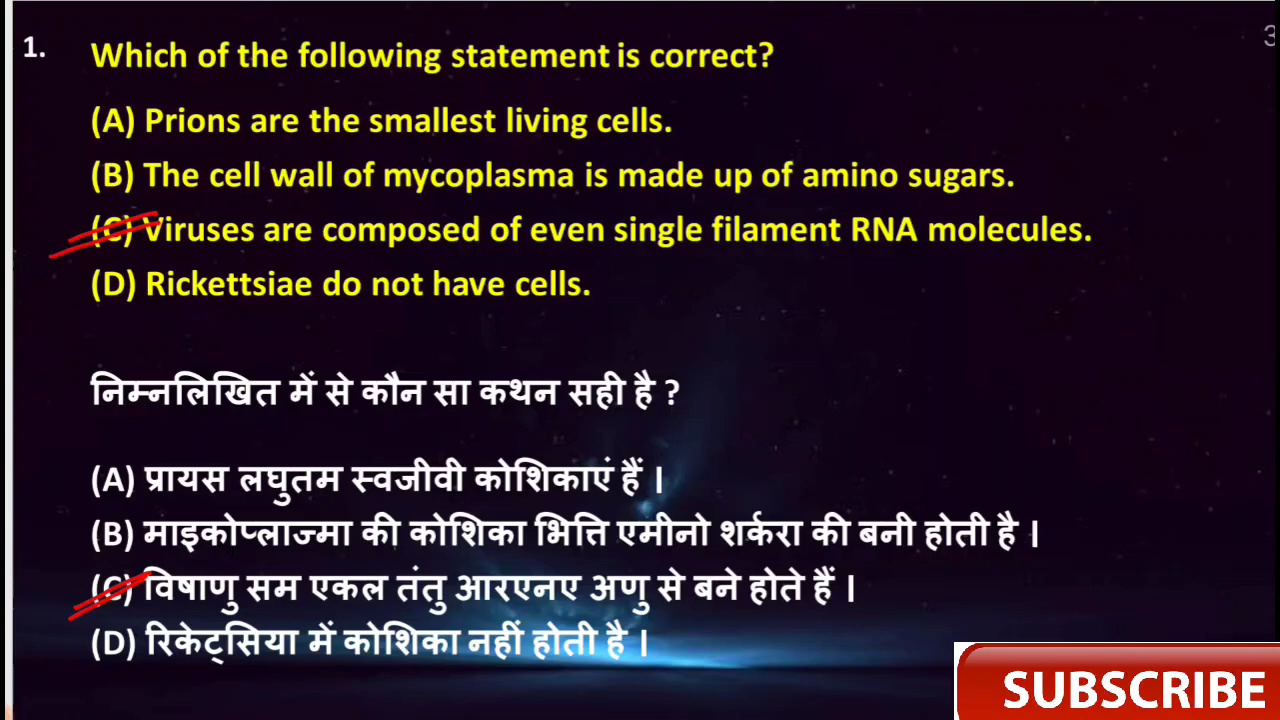 1. Which of the following statement is correct?
3
(A) Prions are the smallest living cells.
(B) The cell wall of mycoplasma is made up of amino sugars.
(C) Viruses are composed of even single filament RNA molecules.
(D) Rickettsiae do not have cells.
निम्नलिखित में से कौन सा कथन सही है ?
(A) प्रायस लघुतम स्वजीवी कोशिकाएं हैं ।
(B) माइकोप्लाज्मा की कोशिका भित्ति एमीनो शर्करा की बनी होती है ।
(C) विषाणु सम एकल तंतु आरएनए अणु से बने होते हैं ।
(D) रिकेट्सिया में कोशिका नहीं होती है ।
SUBSCRIBE